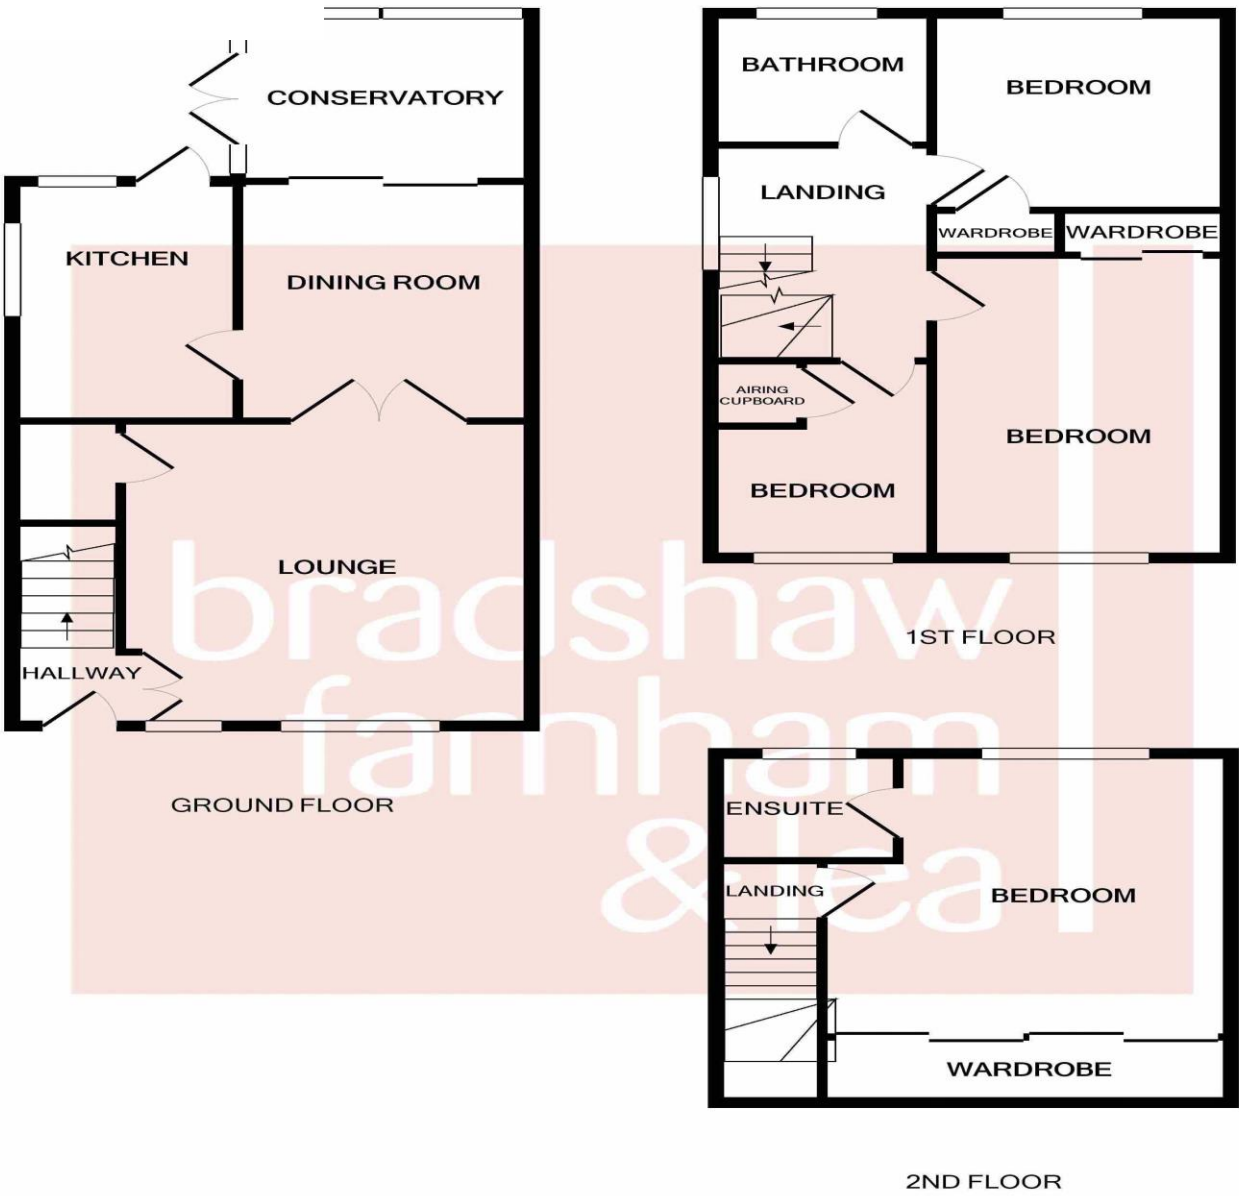 CONSERVATORY
KITCHEN
DINING ROOM
LOUNGE
HALLWAY
GROUND FLOOR
BATHROOM
BEDROOM
LANDING
WARDROBE
WARDROBE
AIRING
CUPBOARD
BEDROOM
BEDROOM
1ST FLOOR
ENSUITE
LANDING
BEDROOM
WARDROBE
2ND FLOOR
bradshaw
farnham
&lea